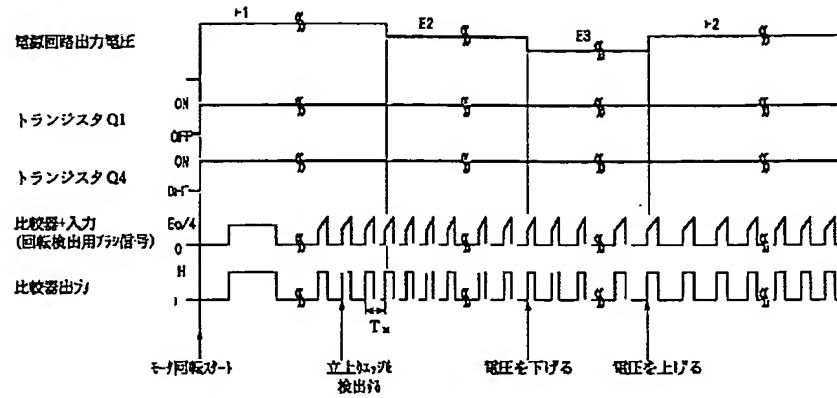 E2
E3
電源回路出力電圧
ON
トランジスタQ1
OFF
ON
トランジスタQ4
比較器+入力
Eo/4
(回転検出用ブラシ信号)
0
H
比較器出力
モータ回転スタート
立上りエッジを
検出する
電圧を下げる
電圧を上げる